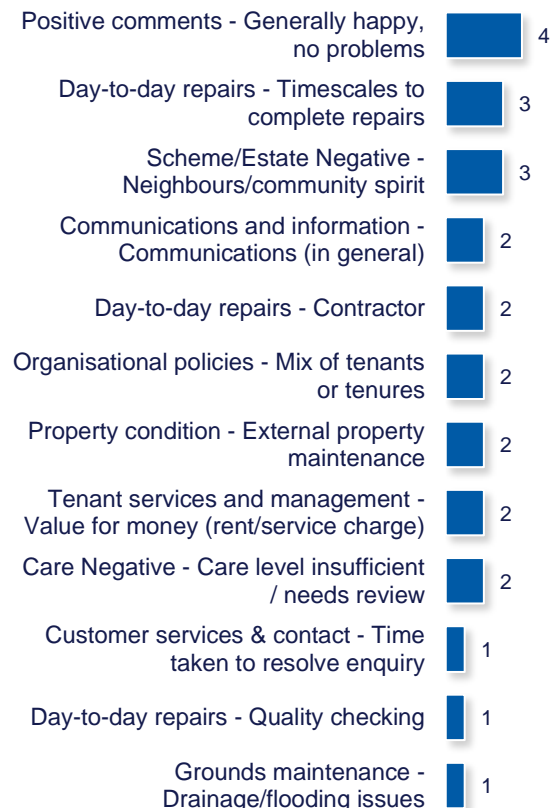 Positive comments - Generally happy,
no problems
4
Day-to-day repairs - Timescales to
complete repairs
3
Scheme/Estate Negative -
Neighbours/community spirit
3
Communications and information -
Communications (in general)
2
Day-to-day repairs - Contractor
2
Organisational policies - Mix of tenants
or tenures
2
Property condition - External property
maintenance
2
Tenant services and management -
Value for money (rent/service charge)
2
Care Negative - Care level insufficient
/ needs review
2
Customer services & contact - Time
taken to resolve enquiry
1
Day-to-day repairs - Quality checking
1
Grounds maintenance -
Drainage/flooding issues
1